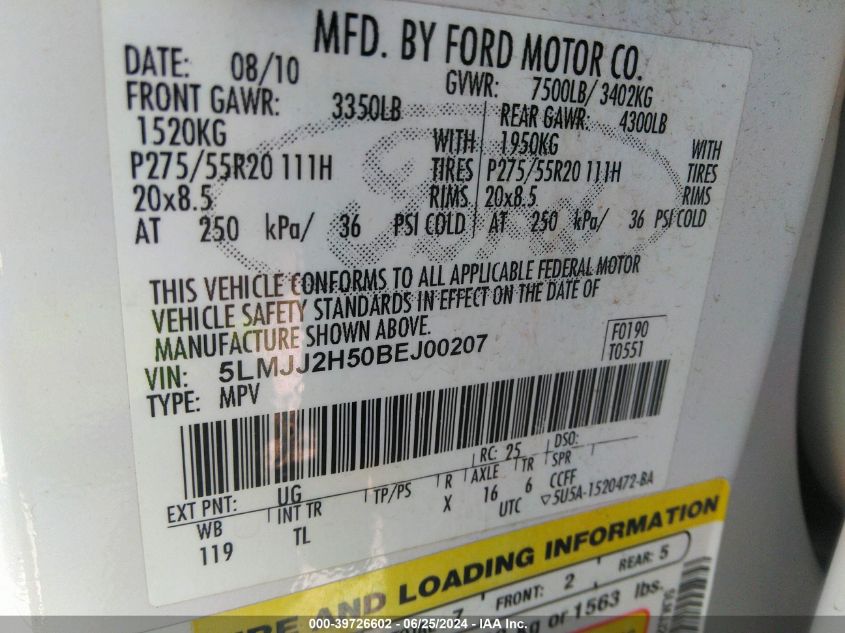 MFD. BY FORD MOTOR CO.
DATE: 08/10 GVWR: 7500LB/ 3402KG
FRONT GAWR: 3350LB REAR GAWR: 4300LB
1520KG WITH 1950KG WITH
P275/55R20 111H TIRES P275/55R20 111H TIRES
20x8.5 RIMS 20x8.5 RIMS
AT 250 kPa/ 36 PSI COLD AT 250 kPa/ 36 PSI COLD
THIS VEHICLE CONFORMS TO ALL APPLICABLE FEDERAL MOTOR
VEHICLE SAFETY STANDARDS IN EFFECT ON THE DATE OF
MANUFACTURE SHOWN ABOVE.
VIN: 5LMJJ2H50BEJ00207 F0190
TYPE: MPV T0551
EXT PNT: UG RC: 25 DSO:
WB INT TR TP/PS R AXLE TR SPR
119 TL X 16 6 CCFF
UTC ▽5U5A-1520472-BA
AND LOADING INFORMATION
7 FRONT: 2 REAR: 5
kg or 1563 lbs.
000-39726602 - 06/25/2024 - IAA, Inc.